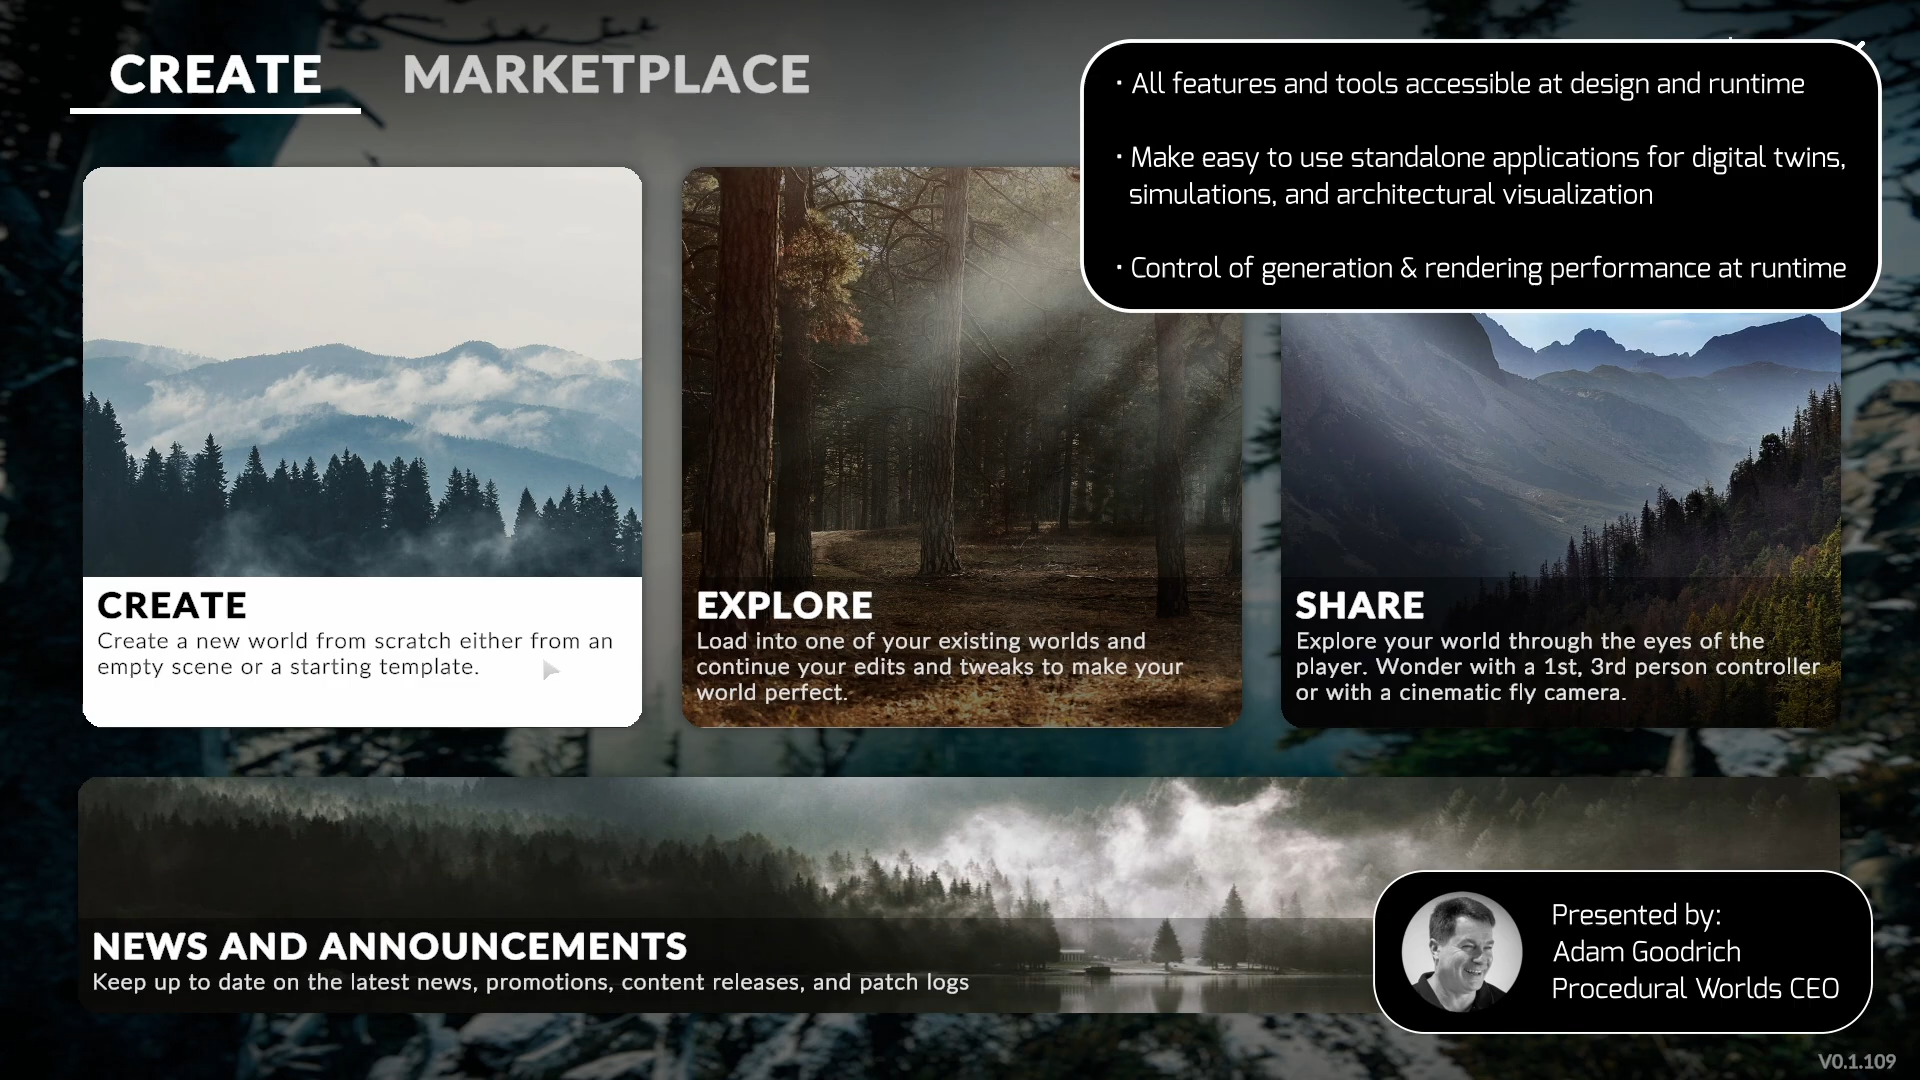 CREATE MARKETPLACE
· All features and tools accessible at design and runtime
· Make easy to use standalone applications for digital twins,
simulations, and architectural visualization
· Control of generation & rendering performance at runtime
CREATE
Create a new world from scratch either from an
empty scene or a starting template.
EXPLORE
Load into one of your existing worlds and
continue your edits and tweaks to make your
world perfect.
SHARE
Explore your world through the eyes of the
player. Wonder with a 1st, 3rd person controller
or with a cinematic fly camera.
NEWS AND ANNOUNCEMENTS
Keep up to date on the latest news, promotions, content releases, and patch logs
Presented by:
Adam Goodrich
Procedural Worlds CEO
V0.1.109